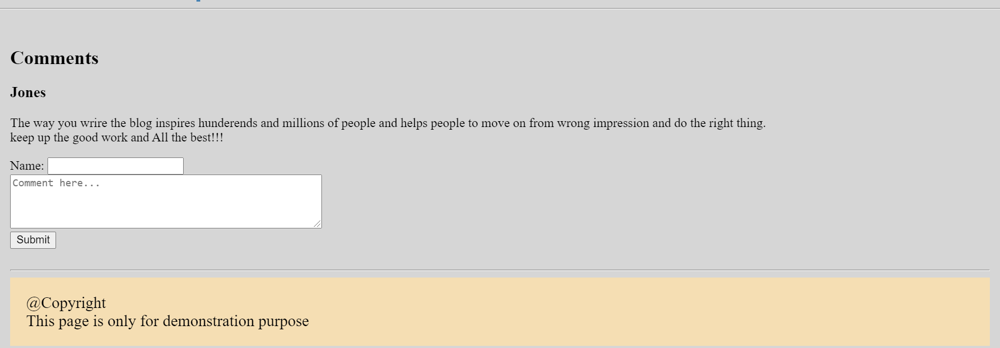 Comments
Jones
The way you wrire the blog inspires hunderends and millions of people and helps people to move on from wrong impression and do the right thing.
keep up the good work and All the best!!!
Name:
Comment here...
Submit
@Copyright
This page is only for demonstration purpose